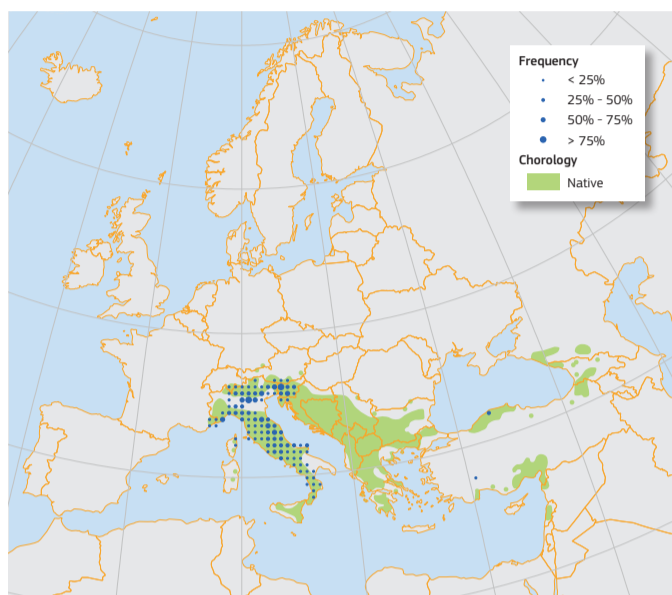 Frequency
< 25%
25% - 50%
50% - 75%
> 75%
Chorology
Native